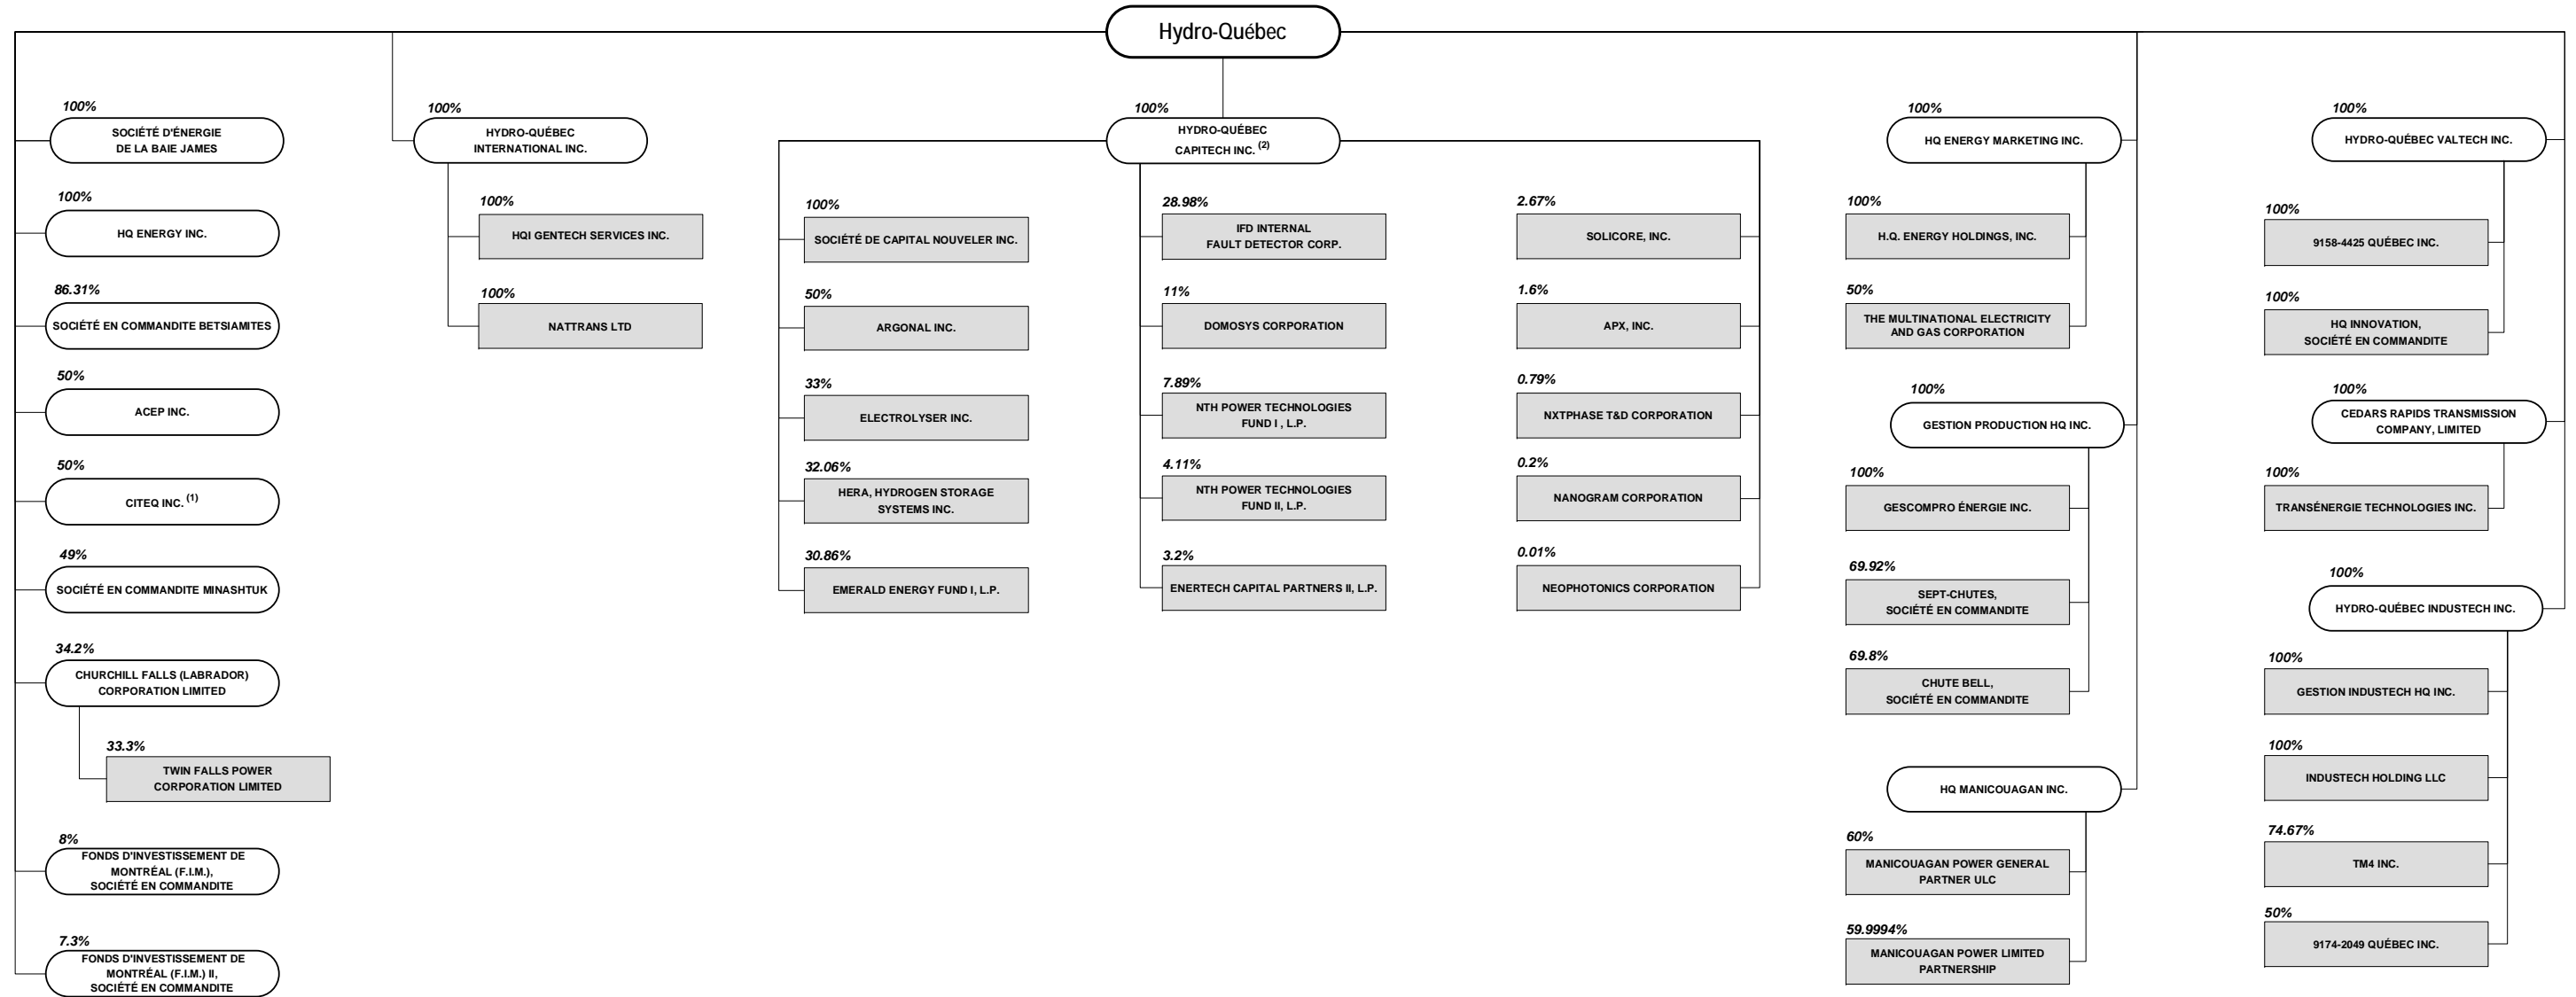 Hydro-Québec
100%
SOCIÉTÉ D'ÉNERGIE
DE LA BAIE JAMES
100%
HQ ENERGY INC.
86.31%
SOCIÉTÉ EN COMMANDITE BETSIAMITES
50%
ACEP INC.
50%
CITEQ INC. (1)
49%
SOCIÉTÉ EN COMMANDITE MINASHTUK
34.2%
CHURCHILL FALLS (LABRADOR)
CORPORATION LIMITED
33.3%
TWIN FALLS POWER
CORPORATION LIMITED
8%
FONDS D'INVESTISSEMENT DE
MONTRÉAL (F.I.M.),
SOCIÉTÉ EN COMMANDITE
7.3%
FONDS D'INVESTISSEMENT DE
MONTRÉAL (F.I.M.) II,
SOCIÉTÉ EN COMMANDITE
100%
HYDRO-QUÉBEC
INTERNATIONAL INC.
100%
HQI GENTECH SERVICES INC.
100%
NATTRANS LTD
100%
HYDRO-QUÉBEC
CAPITECH INC. (2)
100%
SOCIÉTÉ DE CAPITAL NOUVELER INC.
50%
ARGONAL INC.
33%
ELECTROLYSER INC.
32.06%
HERA, HYDROGEN STORAGE
SYSTEMS INC.
30.86%
EMERALD ENERGY FUND I, L.P.
28.98%
IFD INTERNAL
FAULT DETECTOR CORP.
11%
DOMOSYS CORPORATION
7.89%
NTH POWER TECHNOLOGIES
FUND I , L.P.
4.11%
NTH POWER TECHNOLOGIES
FUND II, L.P.
3.2%
ENERTECH CAPITAL PARTNERS II, L.P.
2.67%
SOLICORE, INC.
1.6%
APX, INC.
0.79%
NXTPHASE T&D CORPORATION
0.2%
NANOGRAM CORPORATION
0.01%
NEOPHOTONICS CORPORATION
100%
HQ ENERGY MARKETING INC.
100%
H.Q. ENERGY HOLDINGS, INC.
50%
THE MULTINATIONAL ELECTRICITY
AND GAS CORPORATION
100%
GESTION PRODUCTION HQ INC.
100%
GESCOMPRO ÉNERGIE INC.
69.92%
SEPT-CHUTES,
SOCIÉTÉ EN COMMANDITE
69.8%
CHUTE BELL,
SOCIÉTÉ EN COMMANDITE
HQ MANICOUAGAN INC.
60%
MANICOUAGAN POWER GENERAL
PARTNER ULC
59.9994%
MANICOUAGAN POWER LIMITED
PARTNERSHIP
100%
HYDRO-QUÉBEC VALTECH INC.
100%
9158-4425 QUÉBEC INC.
100%
HQ INNOVATION,
SOCIÉTÉ EN COMMANDITE
100%
CEDARS RAPIDS TRANSMISSION
COMPANY, LIMITED
100%
TRANSÉNERGIE TECHNOLOGIES INC.
100%
HYDRO-QUÉBEC INDUSTECH INC.
100%
GESTION INDUSTECH HQ INC.
100%
INDUSTECH HOLDING LLC
74.67%
TM4 INC.
50%
9174-2049 QUÉBEC INC.